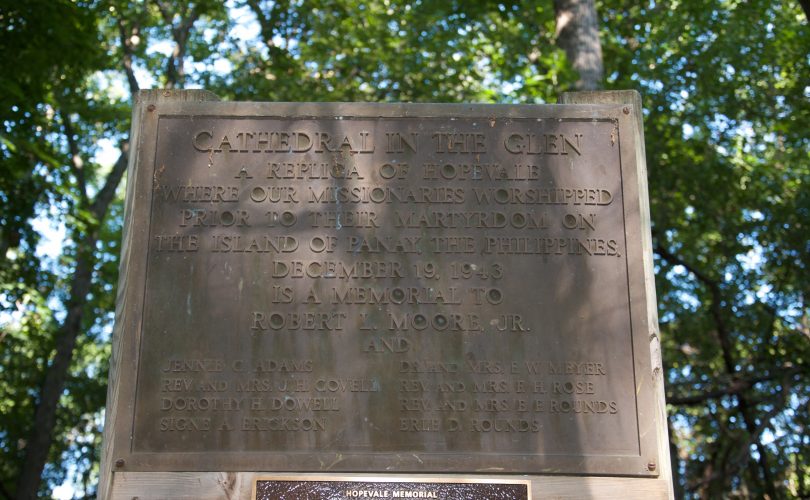 CATHEDRAL IN THE GLEN
A REPLICA OF HOPEVALE
WHERE OUR MISSIONARIES WORSHIPPED
PRIOR TO THEIR MARTYRDOM ON
THE ISLAND OF PANAY, THE PHILIPPINES,
DECEMBER 19, 1943
IS A MEMORIAL TO
ROBERT L. MOORE, JR.
AND
JENNIE C. ADAMS
REV. AND MRS. J. H. COVELL
DOROTHY H. DOWELL
SIGNE A. ERICKSON
DR. AND MRS. F. W. MEYER
REV. AND MRS. F. H. ROSE
REV. AND MRS. E. F. ROUNDS
ERLE D. ROUNDS
HOPEVALE MEMORIAL